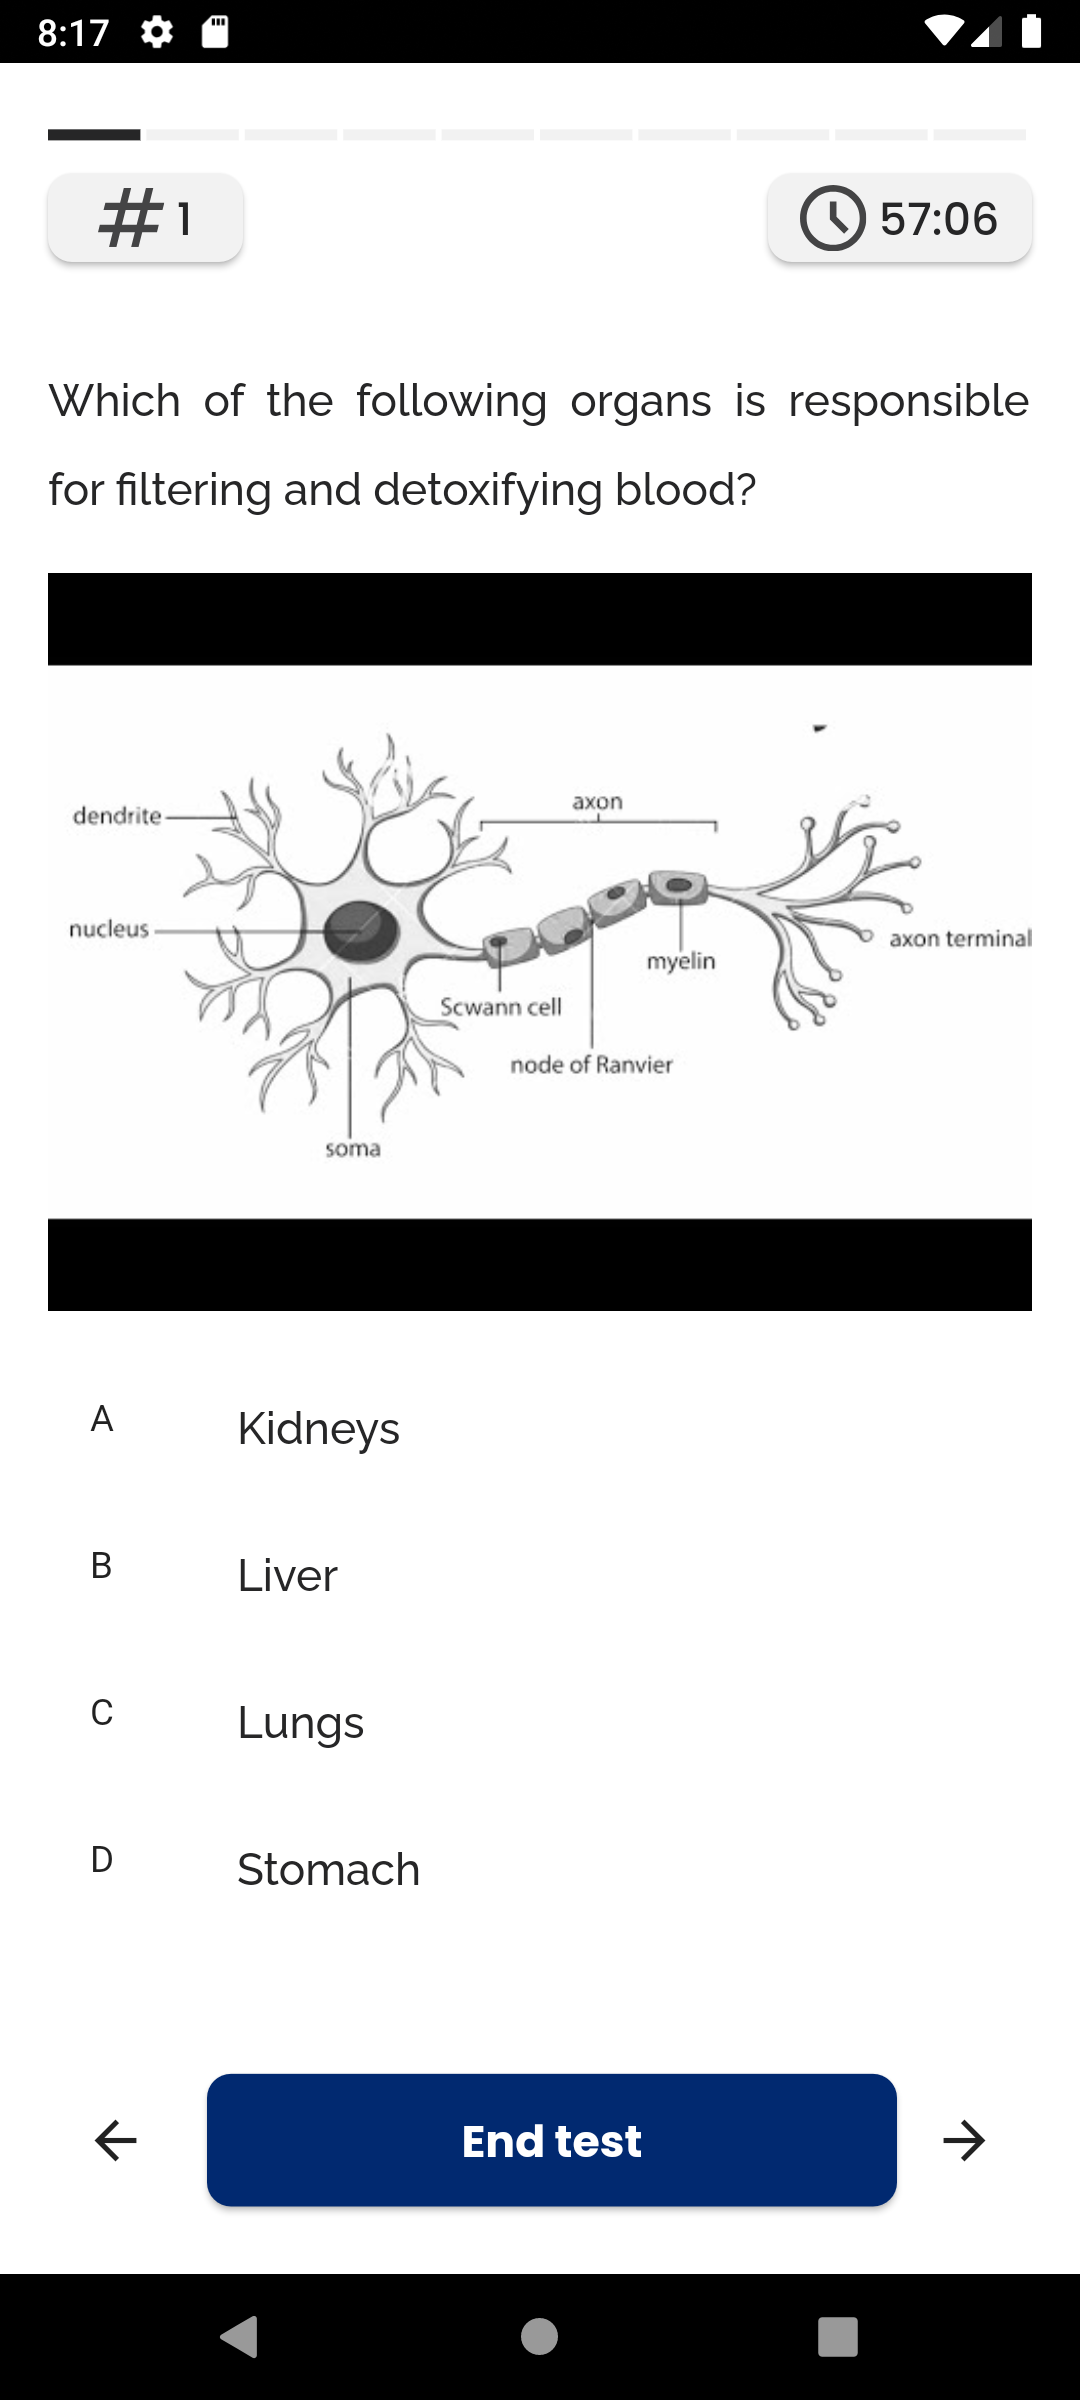 8:17
# 1
57:06
Which of the following organs is responsible
for filtering and detoxifying blood?
axon
dendrite
nucleus
axon terminal
myelin
Scwann cell
node of Ranvier
soma
A Kidneys
B Liver
C Lungs
D Stomach
End test